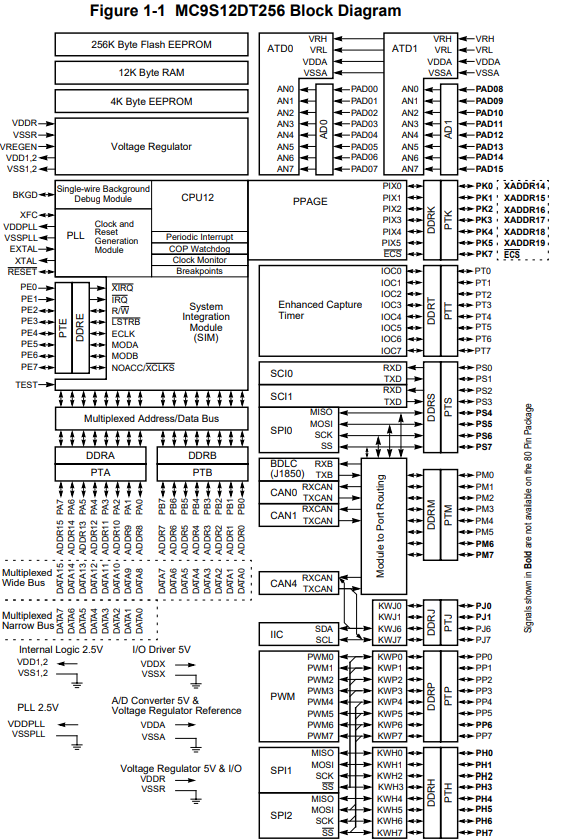 Figure 1-1 MC9S12DT256 Block Diagram
256K Byte Flash EEPROM
12K Byte RAM
4K Byte EEPROM
VDDR
VSSR
VREGEN
VDD1,2
VSS1,2
Voltage Regulator
ATD0
VRH
VRL
VDDA
VSSA
AN0 PAD00
AN1 PAD01
AN2 PAD02
AN3 PAD03
AN4 PAD04
AN5 PAD05
AN6 PAD06
AN7 PAD07
AD0
ATD1
VRH VRH
VRL VRL
VDDA VDDA
VSSA VSSA
AN0 PAD08
AN1 PAD09
AN2 PAD10
AN3 PAD11
AN4 PAD12
AN5 PAD13
AN6 PAD14
AN7 PAD15
AD1
BKGD
Single-wire Background
Debug Module
CPU12
XFC
VDDPLL
VSSPLL
EXTAL
XTAL
RESET
PLL
Clock and
Reset
Generation
Module
Periodic Interrupt
COP Watchdog
Clock Monitor
Breakpoints
PPAGE
PIX0 PK0 XADDR14
PIX1 PK1 XADDR15
PIX2 PK2 XADDR16
PIX3 PK3 XADDR17
PIX4 PK4 XADDR18
PIX5 PK5 XADDR19
ECS PK7 ECS
DDRK
PTK
PE0 XIRQ
PE1 IRQ
PE2 R/W
PE3 LSTRB
PE4 ECLK
PE5 MODA
PE6 MODB
PE7 NOACC/XCLKS
PTE
DDRE
TEST
System
Integration
Module
(SIM)
Enhanced Capture
Timer
IOC0 PT0
IOC1 PT1
IOC2 PT2
IOC3 PT3
IOC4 PT4
IOC5 PT5
IOC6 PT6
IOC7 PT7
DDRT
PTT
SCI0
RXD PS0
TXD PS1
SCI1
RXD PS2
TXD PS3
SPI0
MISO PS4
MOSI PS5
SCK PS6
SS PS7
DDRS
PTS
Multiplexed Address/Data Bus
DDRA
PTA
DDRB
PTB
PA7 PA6 PA5 PA4 PA3 PA2 PA1 PA0
PB7 PB6 PB5 PB4 PB3 PB2 PB1 PB0
ADDR15 ADDR14 ADDR13 ADDR12 ADDR11 ADDR10 ADDR9 ADDR8
ADDR7 ADDR6 ADDR5 ADDR4 ADDR3 ADDR2 ADDR1 ADDR0
Multiplexed
Wide Bus
DATA15 DATA14 DATA13 DATA12 DATA11 DATA10 DATA9 DATA8
DATA7 DATA6 DATA5 DATA4 DATA3 DATA2 DATA1 DATA0
Multiplexed
Narrow Bus
DATA7 DATA6 DATA5 DATA4 DATA3 DATA2 DATA1 DATA0
BDLC
(J1850)
RXB
TXB
CAN0
RXCAN
TXCAN
CAN1
RXCAN
TXCAN
CAN4
RXCAN
TXCAN
Module to Port Routing
DDRM
PTM
PM0
PM1
PM2
PM3
PM4
PM5
PM6
PM7
IIC
SDA
SCL
KWJ0 PJ0
KWJ1 PJ1
KWJ6 PJ6
KWJ7 PJ7
DDRJ
PTJ
PWM
PWM0 KWP0 PP0
PWM1 KWP1 PP1
PWM2 KWP2 PP2
PWM3 KWP3 PP3
PWM4 KWP4 PP4
PWM5 KWP5 PP5
PWM6 KWP6 PP6
PWM7 KWP7 PP7
DDRP
PTP
SPI1
MISO KWH0 PH0
MOSI KWH1 PH1
SCK KWH2 PH2
SS KWH3 PH3
SPI2
MISO KWH4 PH4
MOSI KWH5 PH5
SCK KWH6 PH6
SS KWH7 PH7
DDRH
PTH
Internal Logic 2.5V
VDD1,2
VSS1,2
I/O Driver 5V
VDDX
VSSX
PLL 2.5V
VDDPLL
VSSPLL
A/D Converter 5V &
Voltage Regulator Reference
VDDA
VSSA
Voltage Regulator 5V & I/O
VDDR
VSSR
Signals shown in Bold are not available on the 80 Pin Package